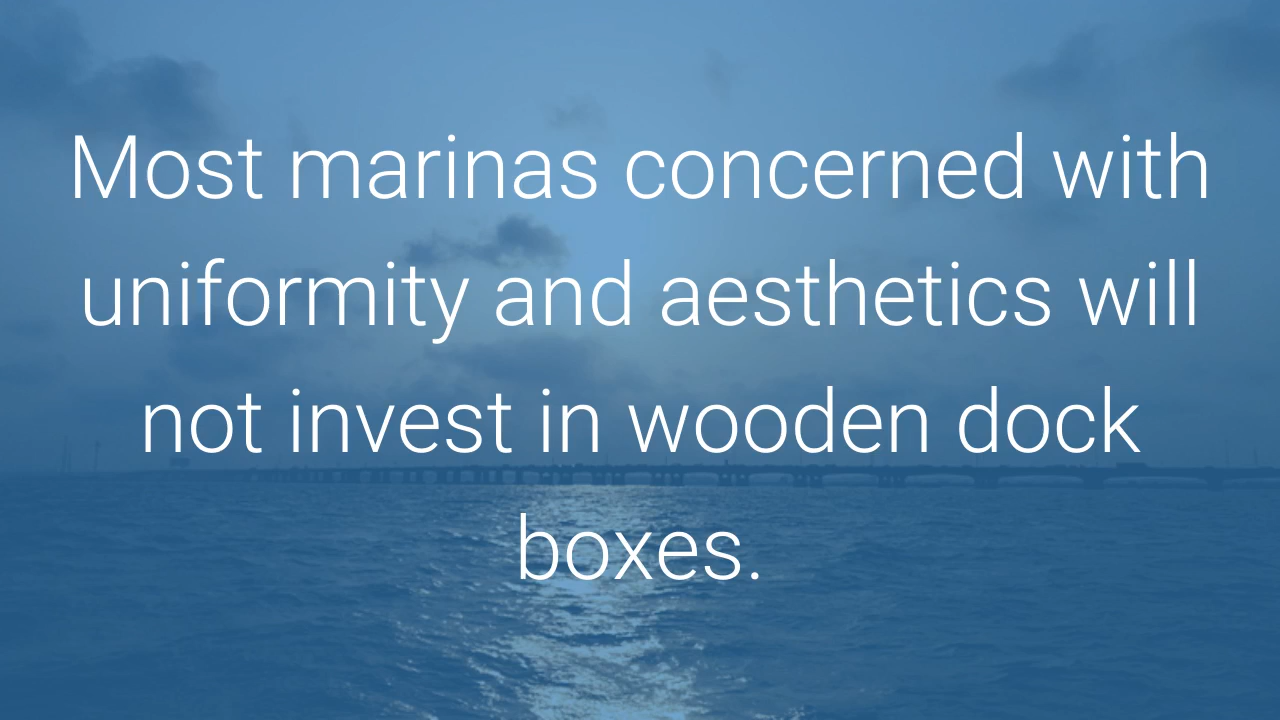 Most marinas concerned with
uniformity and aesthetics will
not invest in wooden dock
boxes.